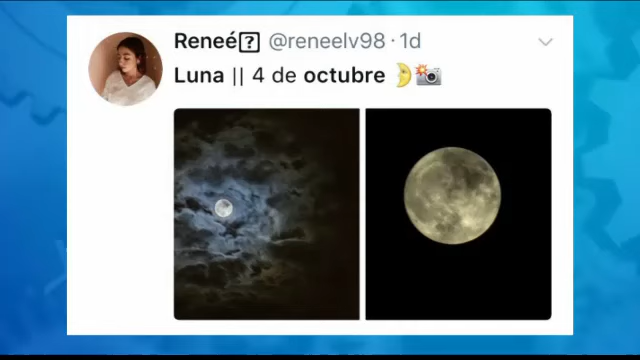 Reneé⍰ @reneelv98 · 1d
Luna || 4 de octubre 🌛📸